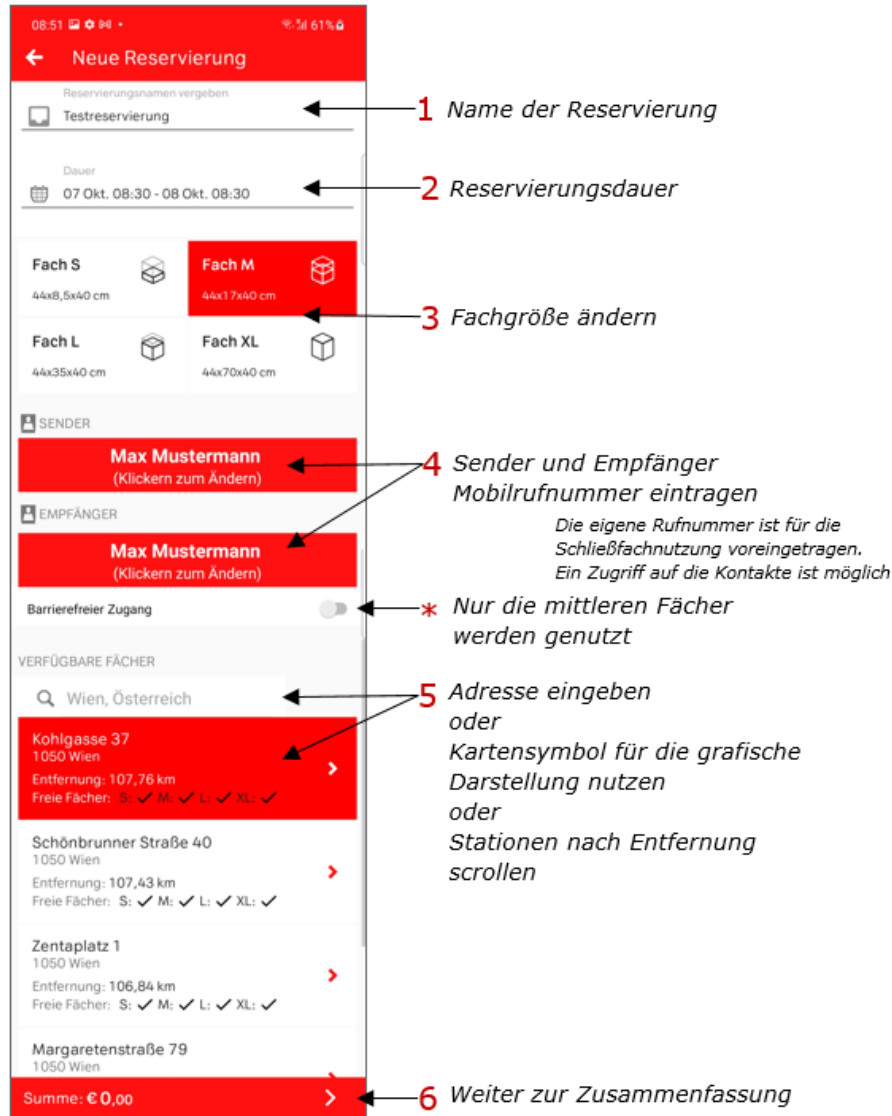 08:51 61%
Neue Reservierung
Reservierungsnamen vergeben
Testreservierung
1 Name der Reservierung
Dauer
07 Okt. 08:30 - 08 Okt. 08:30
2 Reservierungsdauer
Fach S
44x8,5x40 cm
Fach M
44x17x40 cm
3 Fachgröße ändern
Fach L
44x35x40 cm
Fach XL
44x70x40 cm
SENDER
Max Mustermann
(Klickern zum Ändern)
4 Sender und Empfänger
Mobilrufnummer eintragen
Die eigene Rufnummer ist für die
Schließfachnutzung voreingetragen.
Ein Zugriff auf die Kontakte ist möglich
EMPFÄNGER
Max Mustermann
(Klickern zum Ändern)
Barrierefreier Zugang
* Nur die mittleren Fächer
werden genutzt
VERFÜGBARE FÄCHER
Wien, Österreich
5 Adresse eingeben
oder
Kartensymbol für die grafische
Darstellung nutzen
oder
Stationen nach Entfernung
scrollen
Kohlgasse 37
1050 Wien
Entfernung: 107,76 km
Freie Fächer: S: ✓ M: ✓ L: ✓ XL: ✓
Schönbrunner Straße 40
1050 Wien
Entfernung: 107,43 km
Freie Fächer: S: ✓ M: ✓ L: ✓ XL: ✓
Zentaplatz 1
1050 Wien
Entfernung: 106,84 km
Freie Fächer: S: ✓ M: ✓ L: ✓ XL: ✓
Margaretenstraße 79
1050 Wien
Summe: € 0,00
6 Weiter zur Zusammenfassung